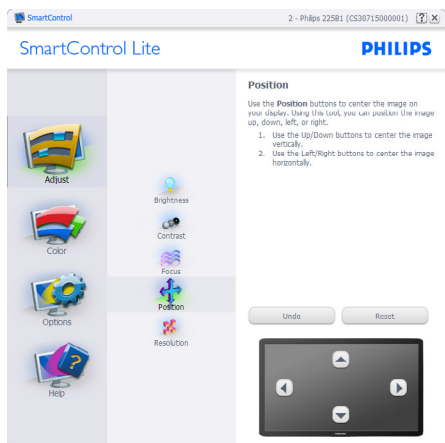 SmartControl
2 - Philips 225B1 (CS30715000001)
SmartControl Lite
PHILIPS
Adjust
Color
Options
Help
Brightness
Contrast
Focus
Position
Resolution
Position
Use the Position buttons to center the image on
your display. Using this tool, you can position the image
up, down, left, or right.
1. Use the Up/Down buttons to center the image
vertically.
2. Use the Left/Right buttons to center the image
horizontally.
Undo
Reset